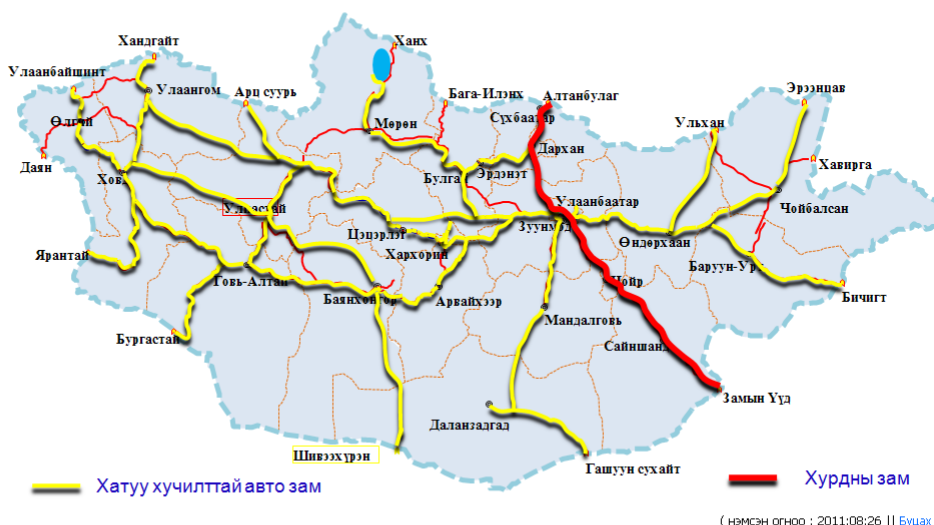 Хандгайт
Ханх
Улаанбайшинт
Улаангом
Арц суурь
Бага-Илэнх
Алтанбулаг
Эрээнцав
Өлгий
Мөрөн
Сүхбаатар
Ульхан
Даян
Дархан
Ховд
Булга
Эрдэнэт
Хавирга
Улиастай
Улаанбаатар
Чойбалсан
Цэцэрлэг
Зуунмод
Өндөрхаан
Ярантай
Хархорин
Баруун-Урт
Говь-Алтай
Баянхонгор
Арвайхээр
Чойр
Бичигт
Бургастай
Мандалговь
Сайншанд
Замын Үүд
Даланзадгад
Шивээхүрэн
Гашуун сухайт
Хатуу хучилттай авто зам
Хурдны зам
( нэмсэн огноо : 2011:08:26 || Буцах